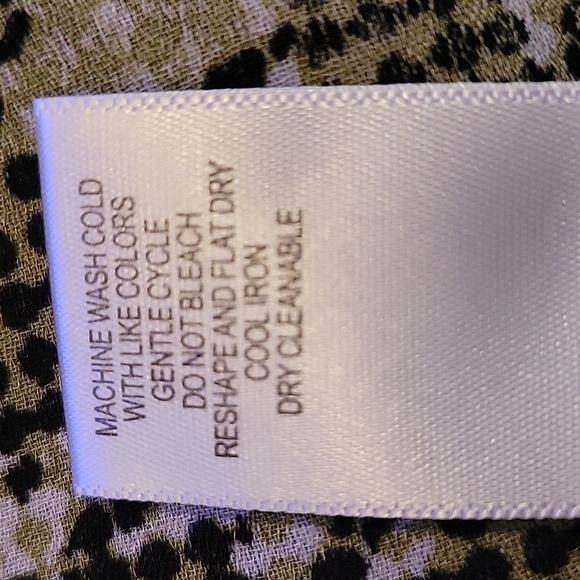 MACHINE WASH COLD
WITH LIKE COLORS
GENTLE CYCLE
DO NOT BLEACH
RESHAPE AND FLAT DRY
COOL IRON
DRY CLEANABLE